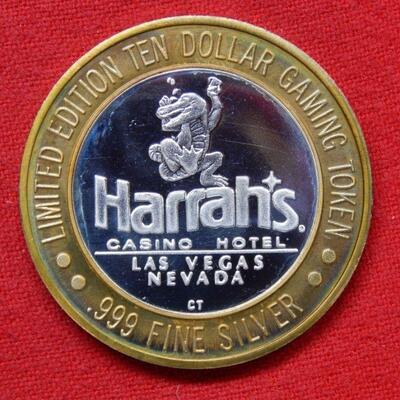 LIMITED EDITION TEN DOLLAR GAMING TOKEN
Harrah's
CASINO HOTEL
LAS VEGAS
NEVADA
CT
.999 FINE SILVER